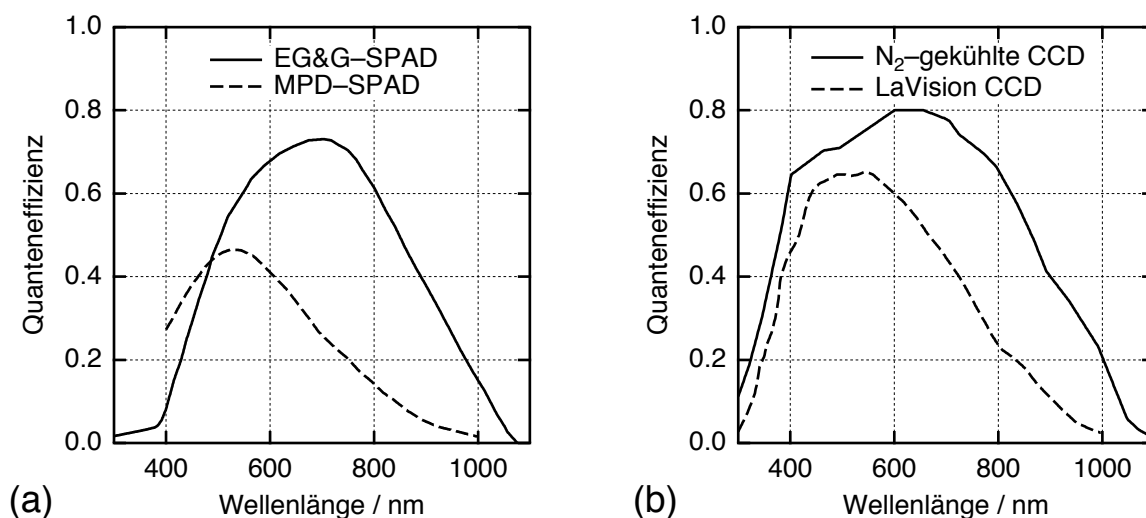 1.0
0.8
0.6
0.4
0.2
0.0
Quanteneffizienz
EG&G–SPAD
MPD–SPAD
400 600 800 1000
Wellenlänge / nm
(a)
1.0
0.8
0.6
0.4
0.2
0.0
Quanteneffizienz
N₂–gekühlte CCD
LaVision CCD
400 600 800 1000
Wellenlänge / nm
(b)